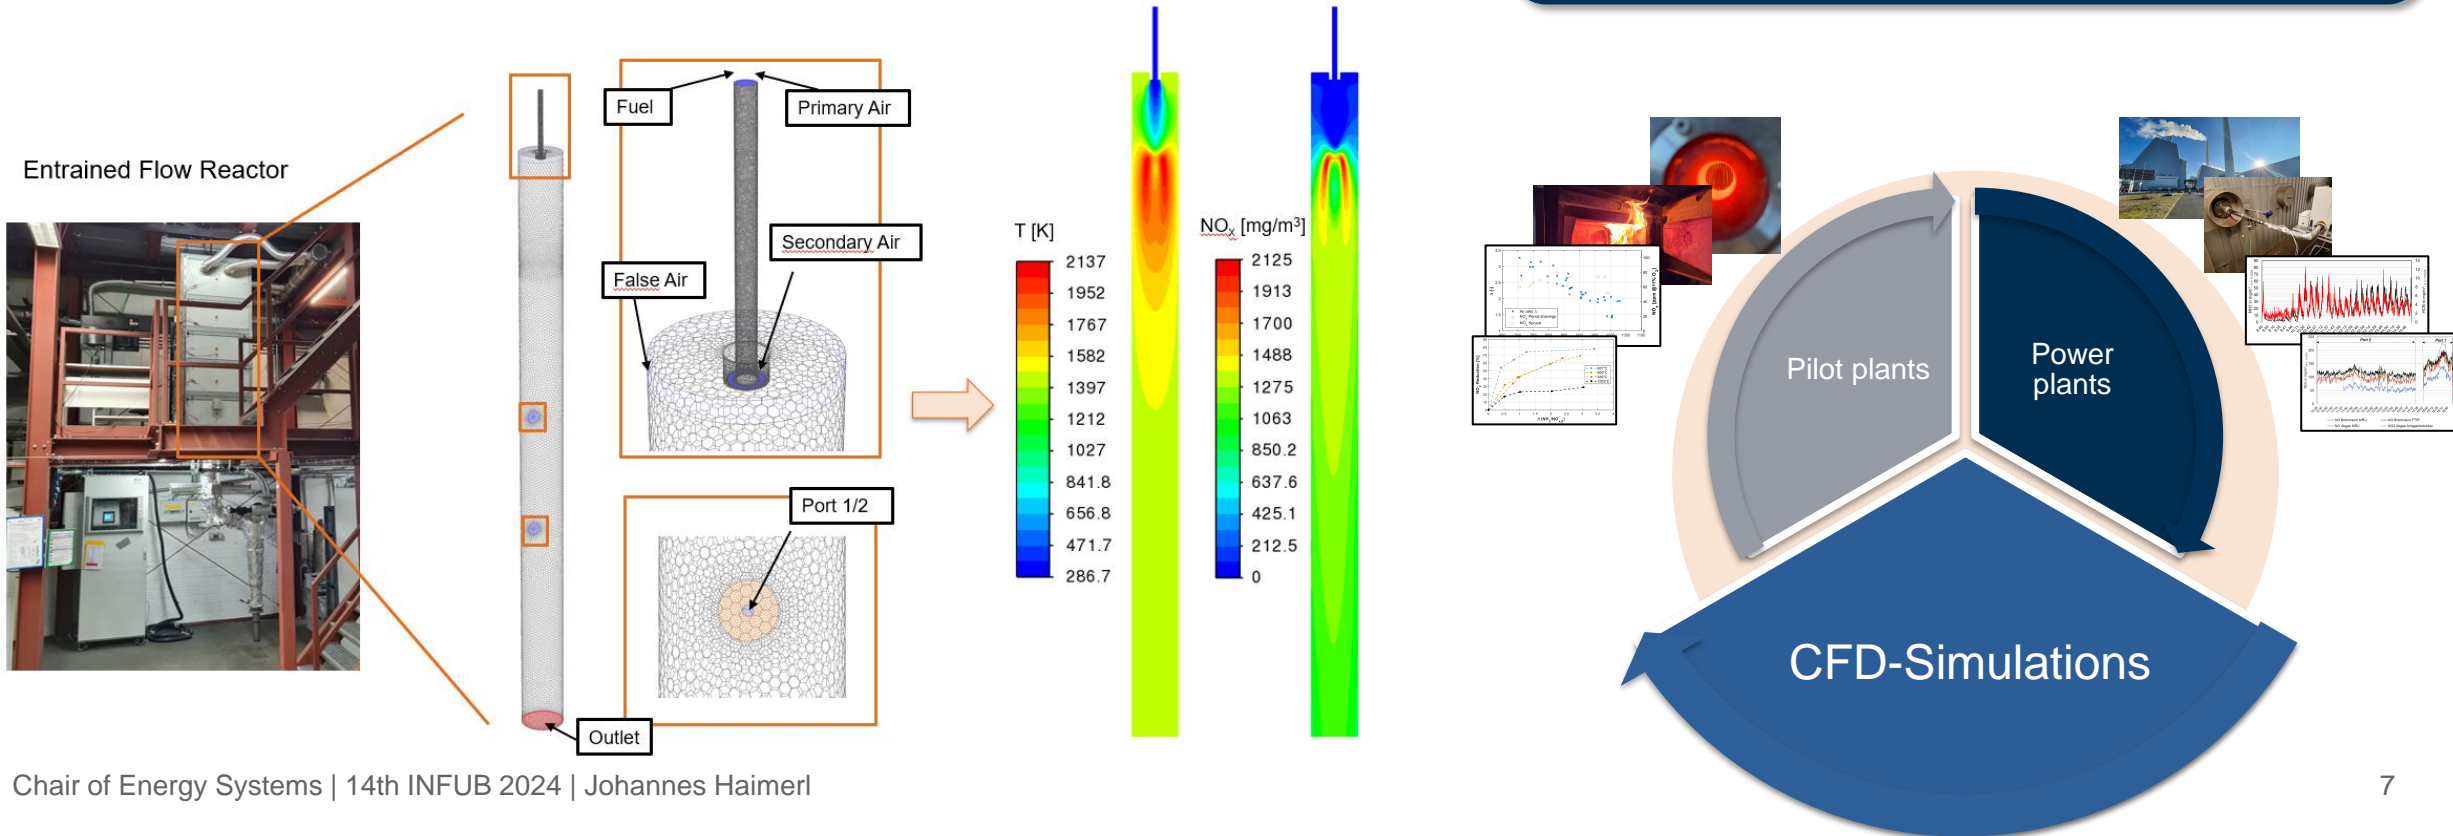 Entrained Flow Reactor
Fuel
Primary Air
Secondary Air
False Air
Port 1/2
Outlet
T [K]
2137
1952
1767
1582
1397
1212
1027
841.8
656.8
471.7
286.7
NOx [mg/m³]
2125
1913
1700
1488
1275
1063
850.2
637.6
425.1
212.5
0
Pilot plants
Power
plants
CFD-Simulations
Chair of Energy Systems | 14th INFUB 2024 | Johannes Haimerl
7